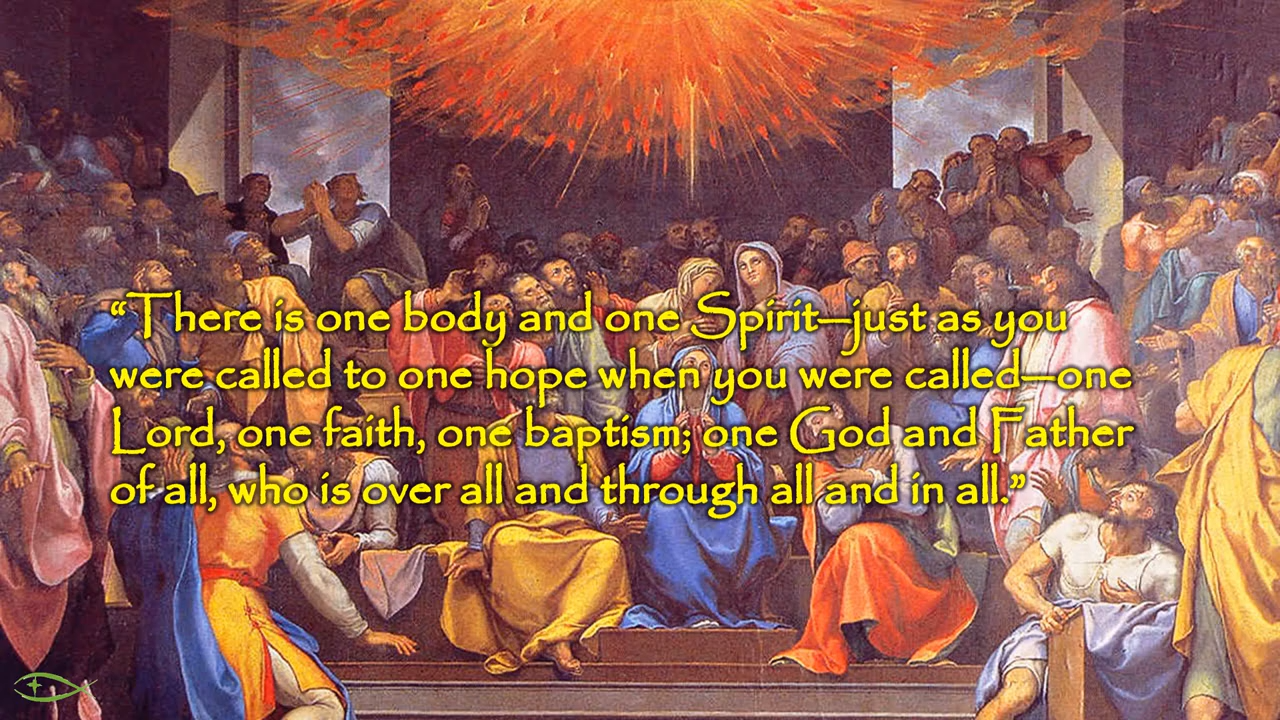 “There is one body and one Spirit—just as you
were called to one hope when you were called—one
Lord, one faith, one baptism; one God and Father
of all, who is over all and through all and in all.”